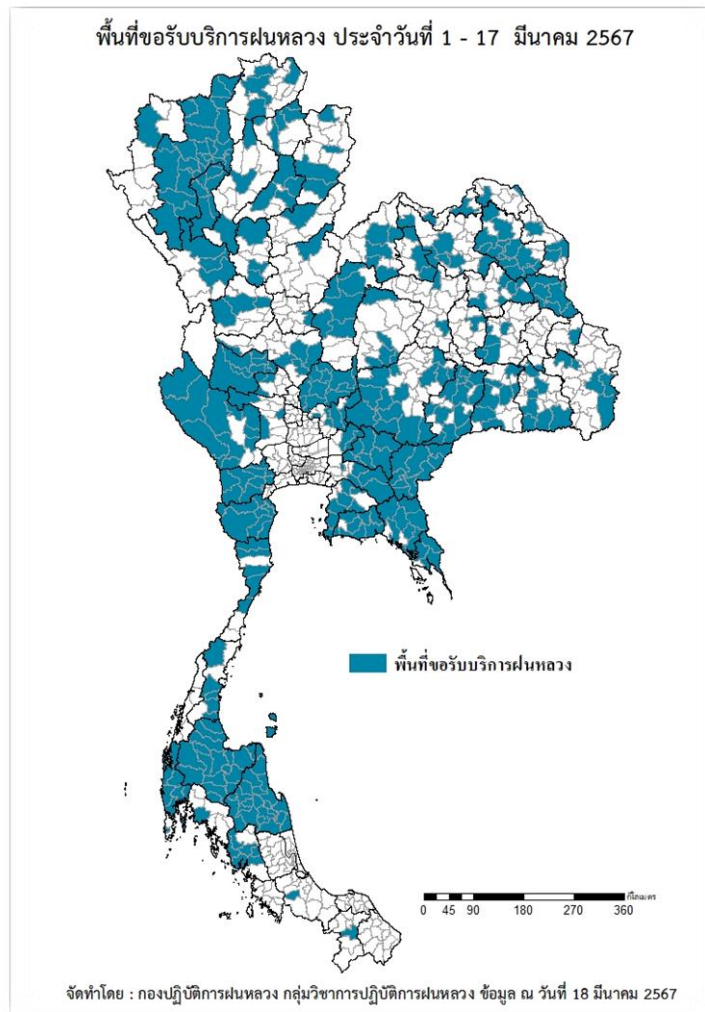 พื้นที่ขอรับบริการฝนหลวง ประจำวันที่ 1 - 17 มีนาคม 2567
พื้นที่ขอรับบริการฝนหลวง
กิโลเมตร
0 45 90 180 270 360
จัดทำโดย : กองปฏิบัติการฝนหลวง กลุ่มวิชาการปฏิบัติการฝนหลวง ข้อมูล ณ วันที่ 18 มีนาคม 2567